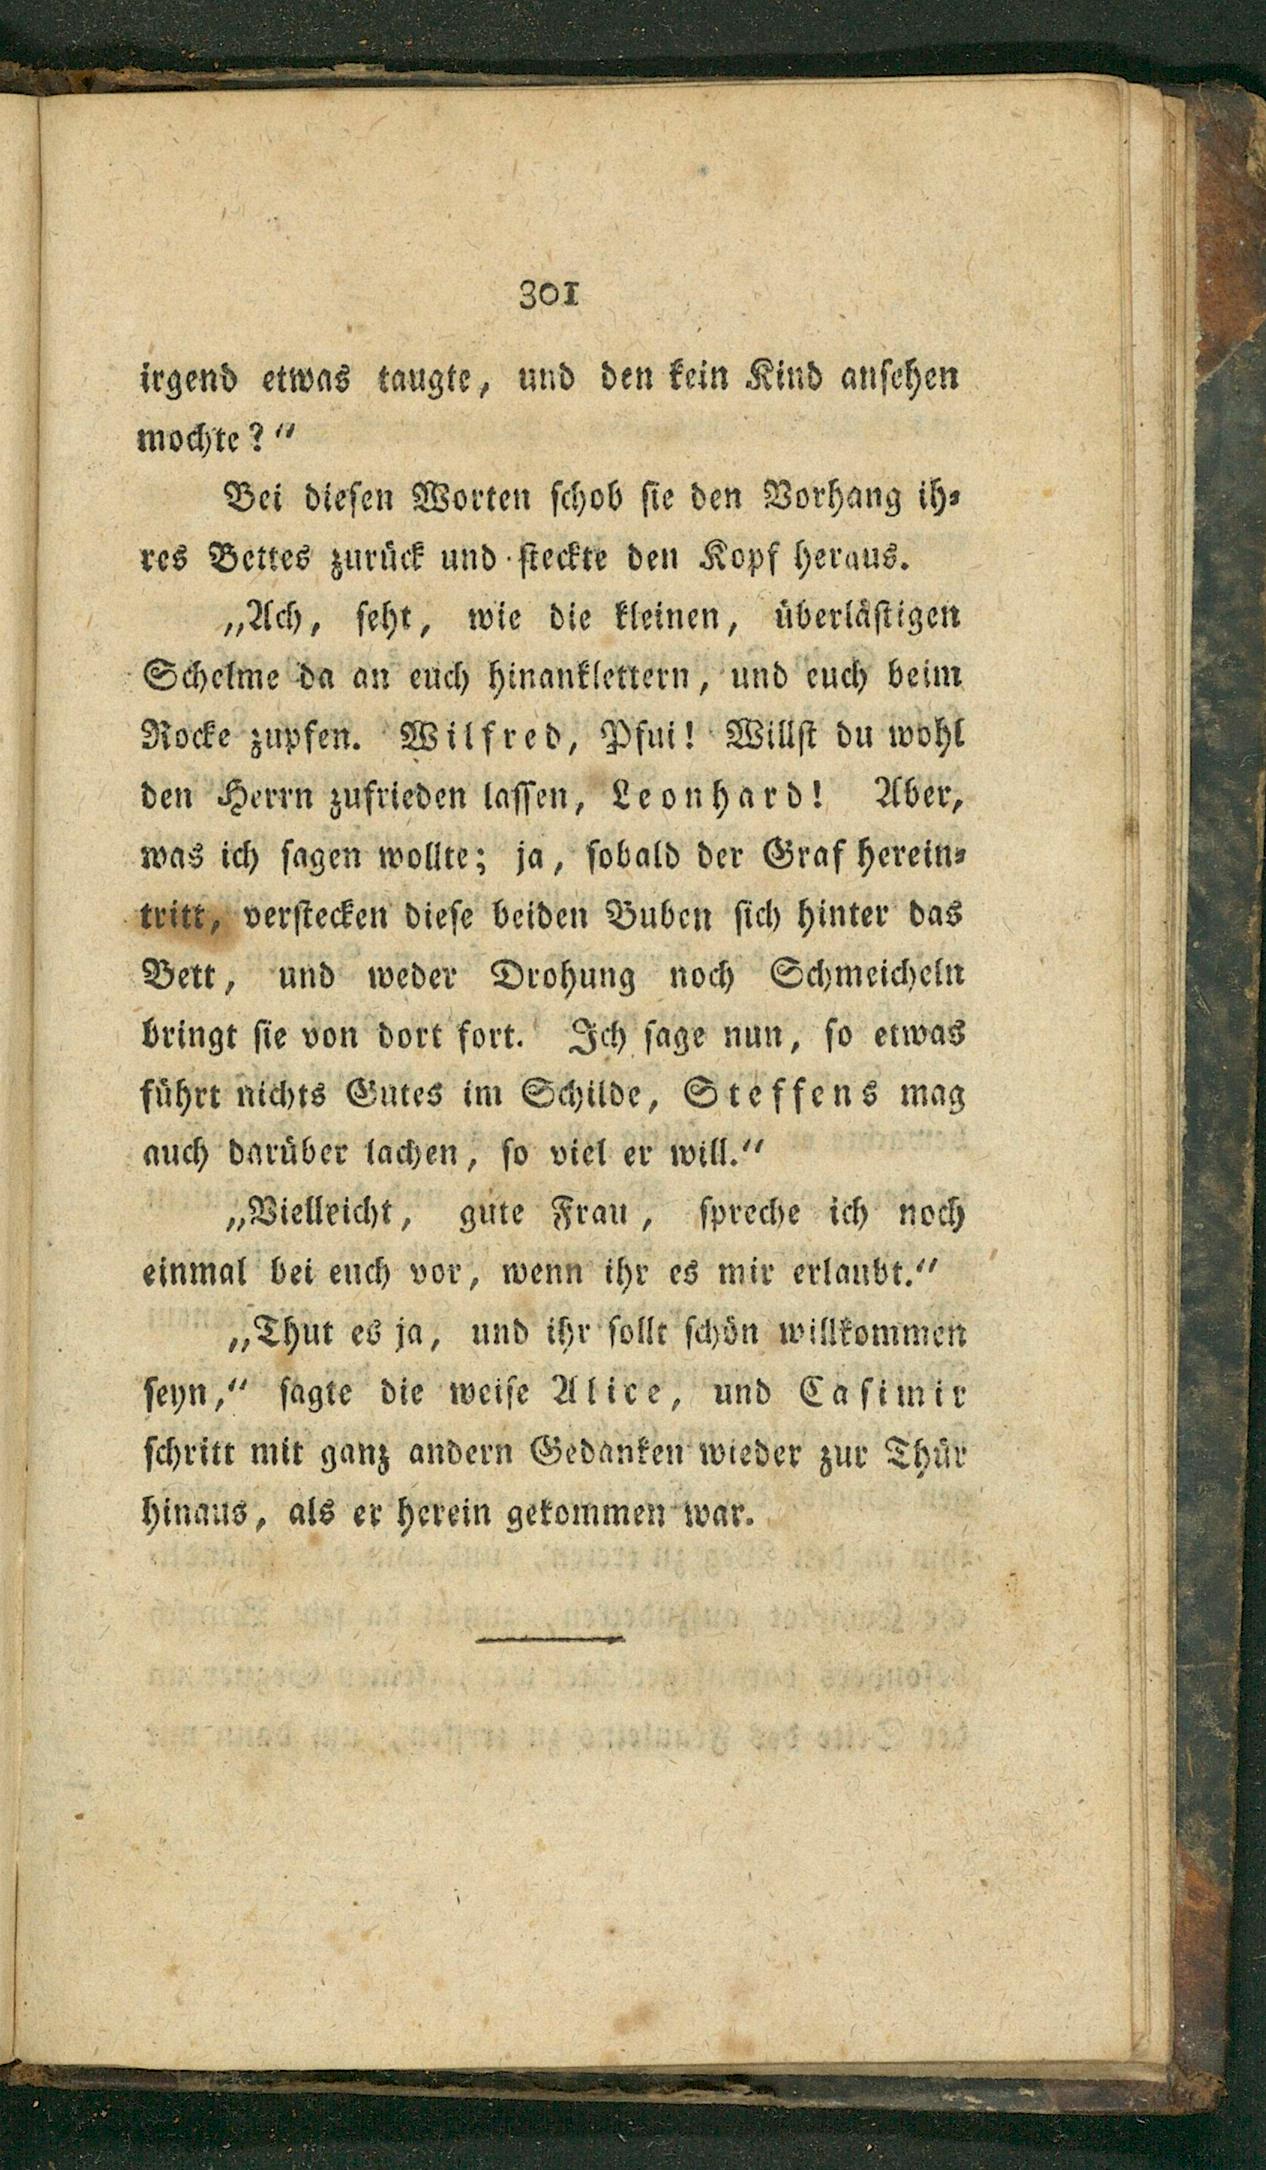 301
irgend etwas taugte, und den kein Kind ansehen
mochte?“
Bei diesen Worten schob sie den Vorhang ih⸗
res Bettes zurück und steckte den Kopf heraus.
„Ach, seht, wie die kleinen, überlästigen
Schelme da an euch hinanklettern, und euch beim
Rocke zupfen. Wilfred, Pfui! Willst du wohl
den Herrn zufrieden lassen, Leonhard! Aber,
was ich sagen wollte; ja, sobald der Graf herein⸗
tritt, verstecken diese beiden Buben sich hinter das
Bett, und weder Drohung noch Schmeicheln
bringt sie von dort fort. Ich sage nun, so etwas
führt nichts Gutes im Schilde, Steffens mag
auch darüber lachen, so viel er will.“
„Vielleicht, gute Frau, spreche ich noch
einmal bei euch vor, wenn ihr es mir erlaubt.“
„Thut es ja, und ihr sollt schön willkommen
seyn,“ sagte die weise Alice, und Casimir
schritt mit ganz andern Gedanken wieder zur Thür
hinaus, als er herein gekommen war.